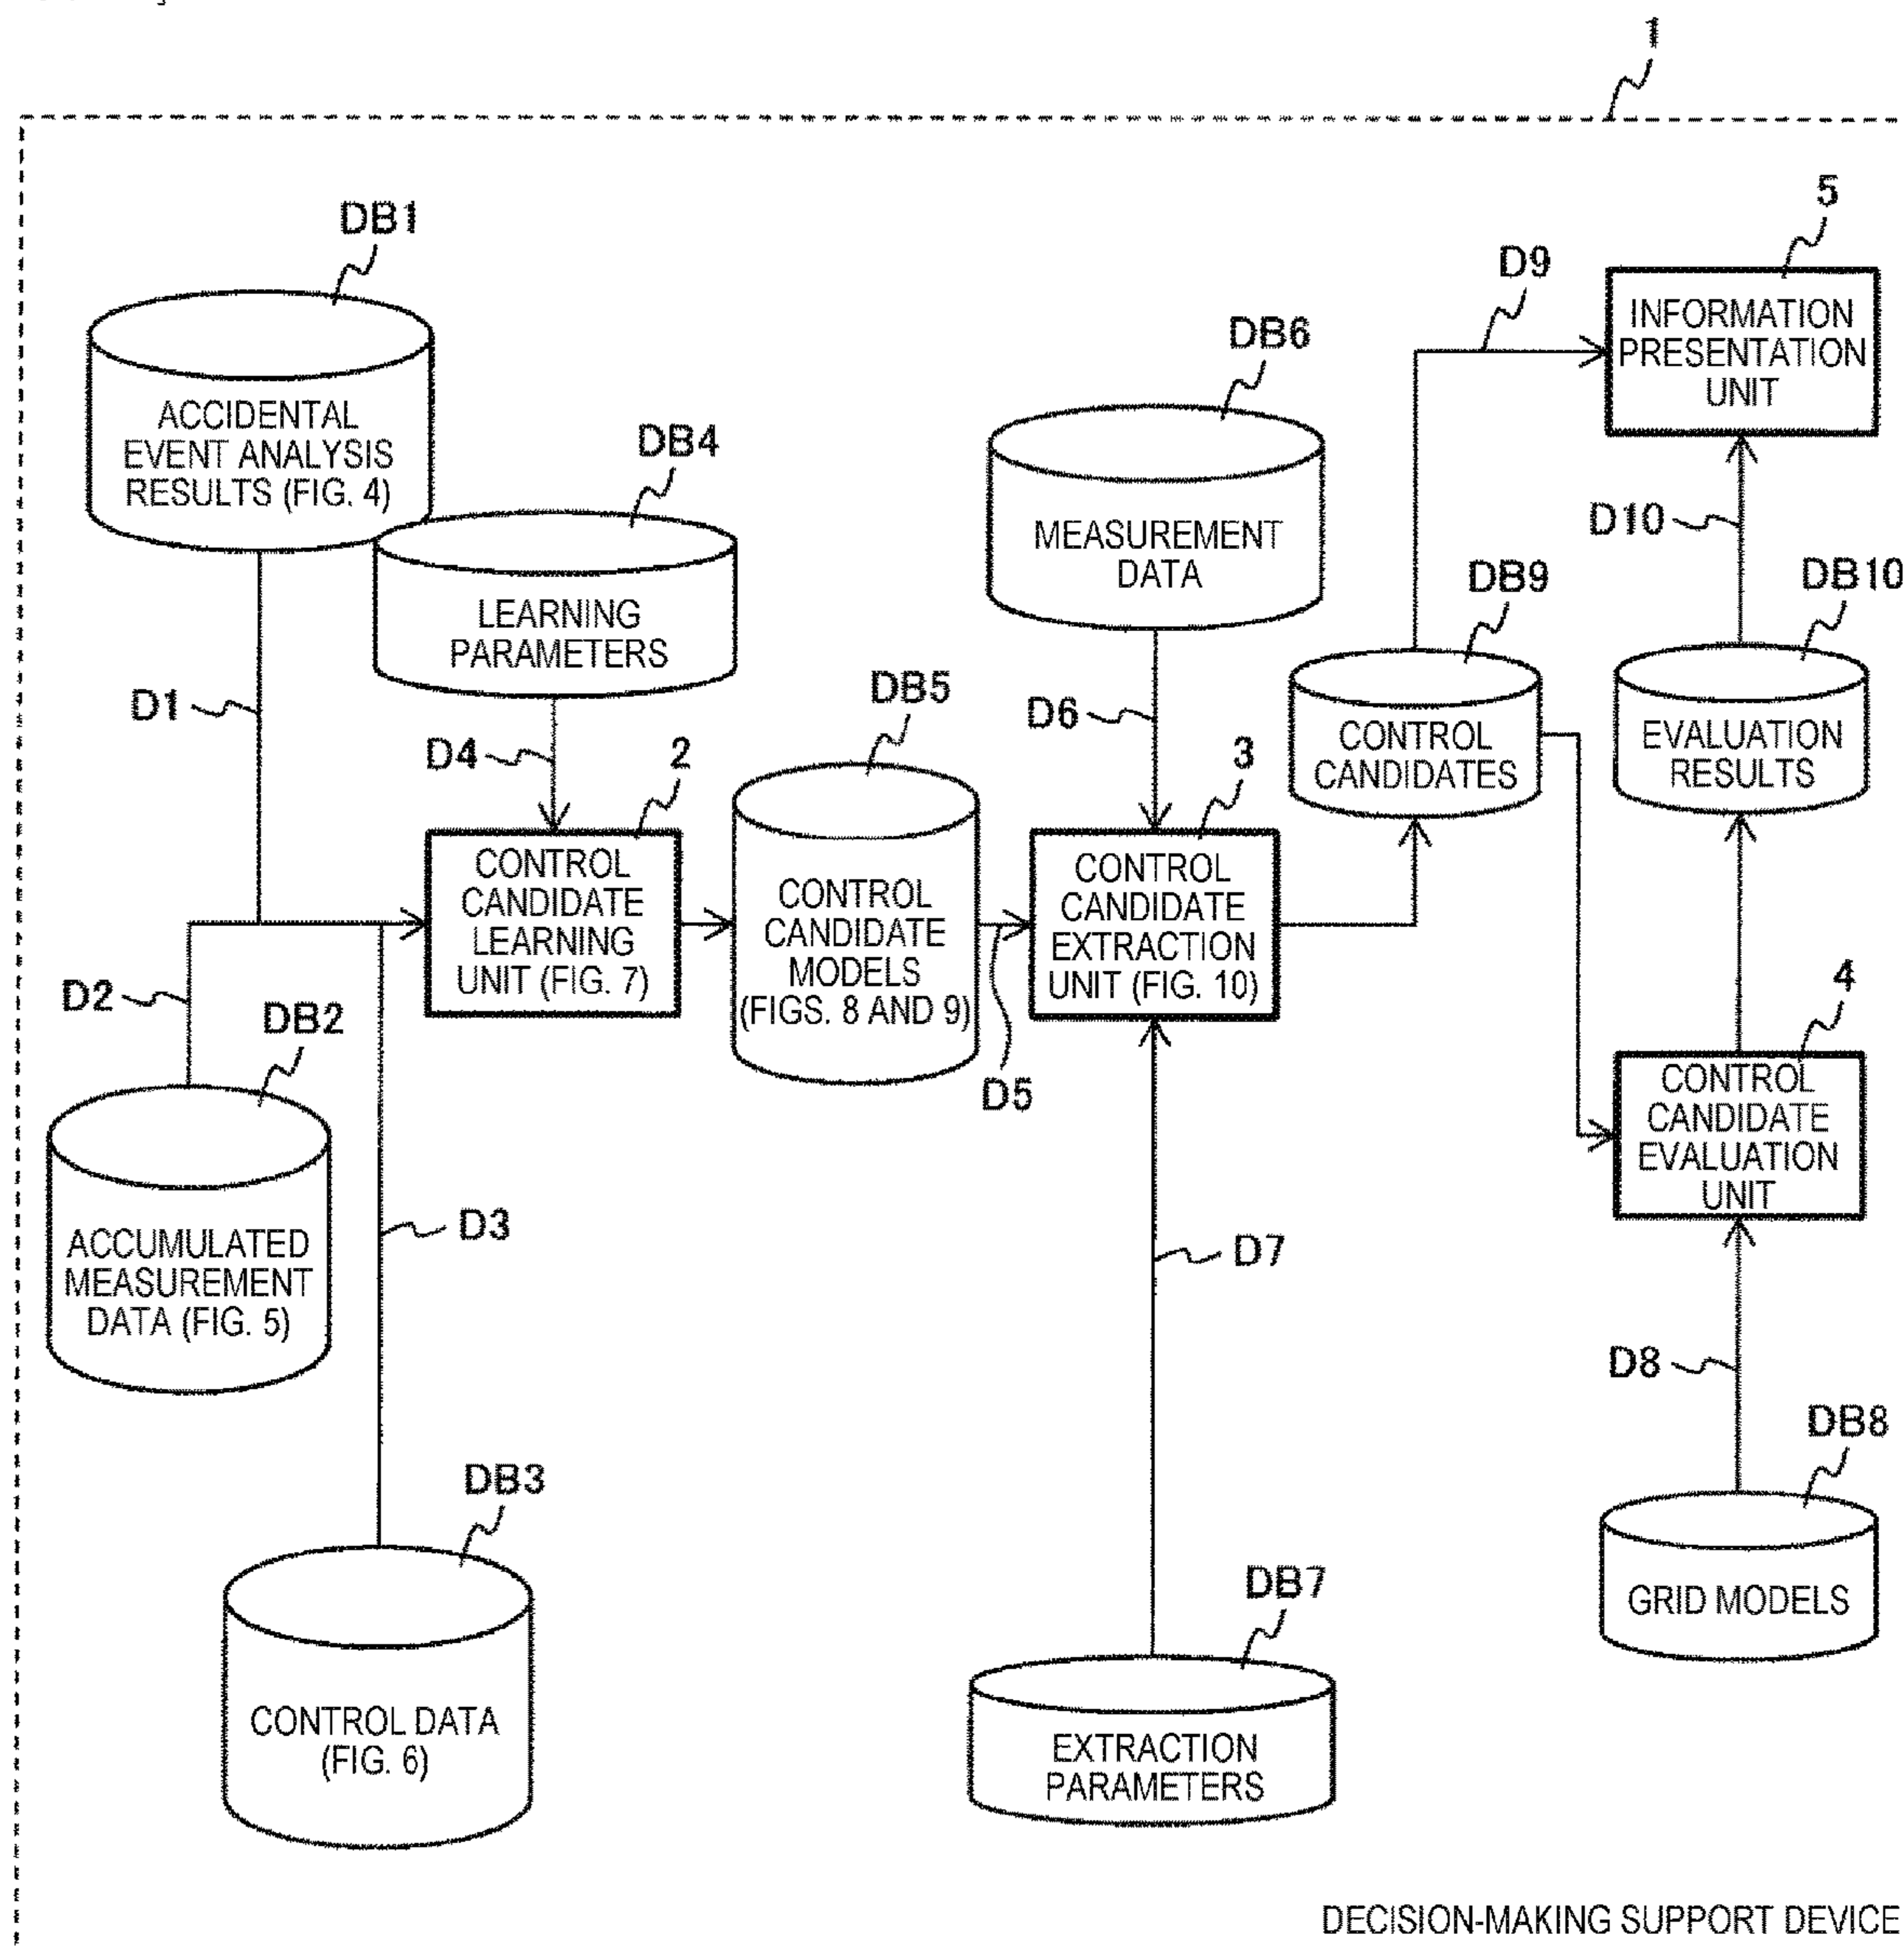 1
DB1
ACCIDENTAL
EVENT ANALYSIS
RESULTS (FIG. 4)
DB4
LEARNING
PARAMETERS
D1
D4
2
CONTROL
CANDIDATE
LEARNING
UNIT (FIG. 7)
D2
DB2
ACCUMULATED
MEASUREMENT
DATA (FIG. 5)
D3
DB3
CONTROL DATA
(FIG. 6)
DB5
CONTROL
CANDIDATE
MODELS
(FIGS. 8 AND 9)
D5
DB6
MEASUREMENT
DATA
D6
3
CONTROL
CANDIDATE
EXTRACTION
UNIT (FIG. 10)
D7
DB7
EXTRACTION
PARAMETERS
D9
5
INFORMATION
PRESENTATION
UNIT
D10
DB9
CONTROL
CANDIDATES
DB10
EVALUATION
RESULTS
4
CONTROL
CANDIDATE
EVALUATION
UNIT
D8
DB8
GRID MODELS
DECISION-MAKING SUPPORT DEVICE